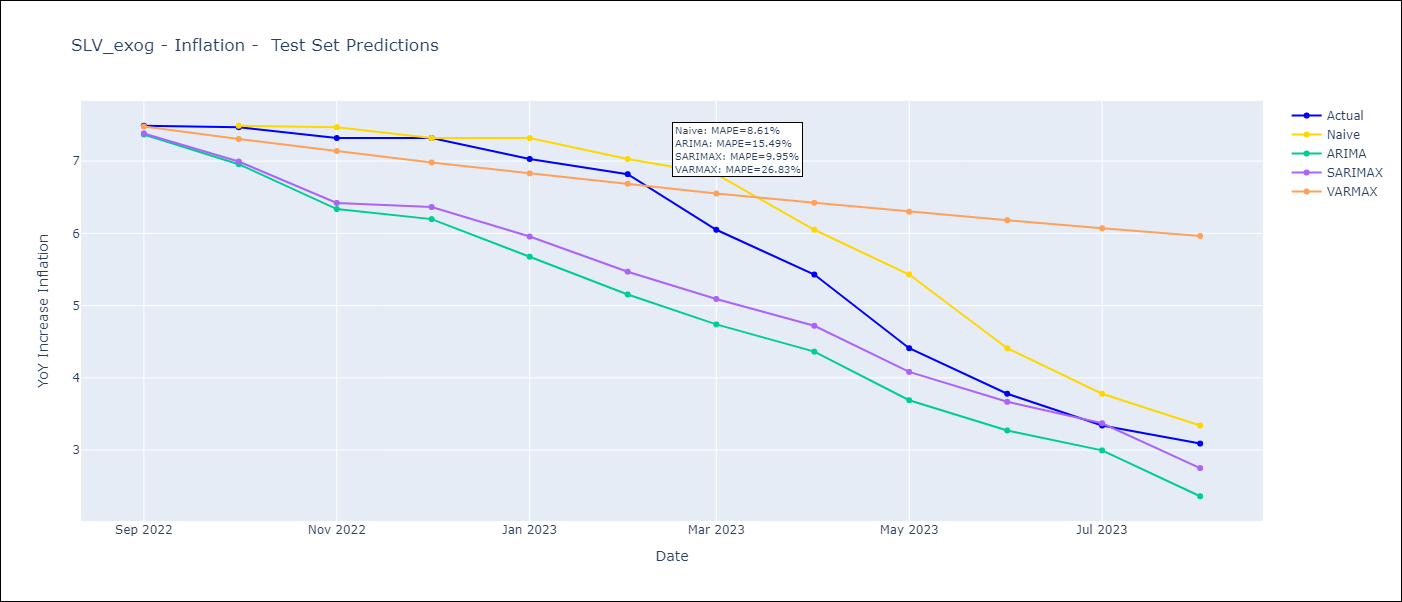 SLV_exog - Inflation -  Test Set Predictions
Actual
Naive
ARIMA
SARIMAX
VARMAX
Naive: MAPE=8.61%
ARIMA: MAPE=15.49%
SARIMAX: MAPE=9.95%
VARMAX: MAPE=26.83%
YoY Increase Inflation
7
6
5
4
3
Sep 2022
Nov 2022
Jan 2023
Mar 2023
May 2023
Jul 2023
Date